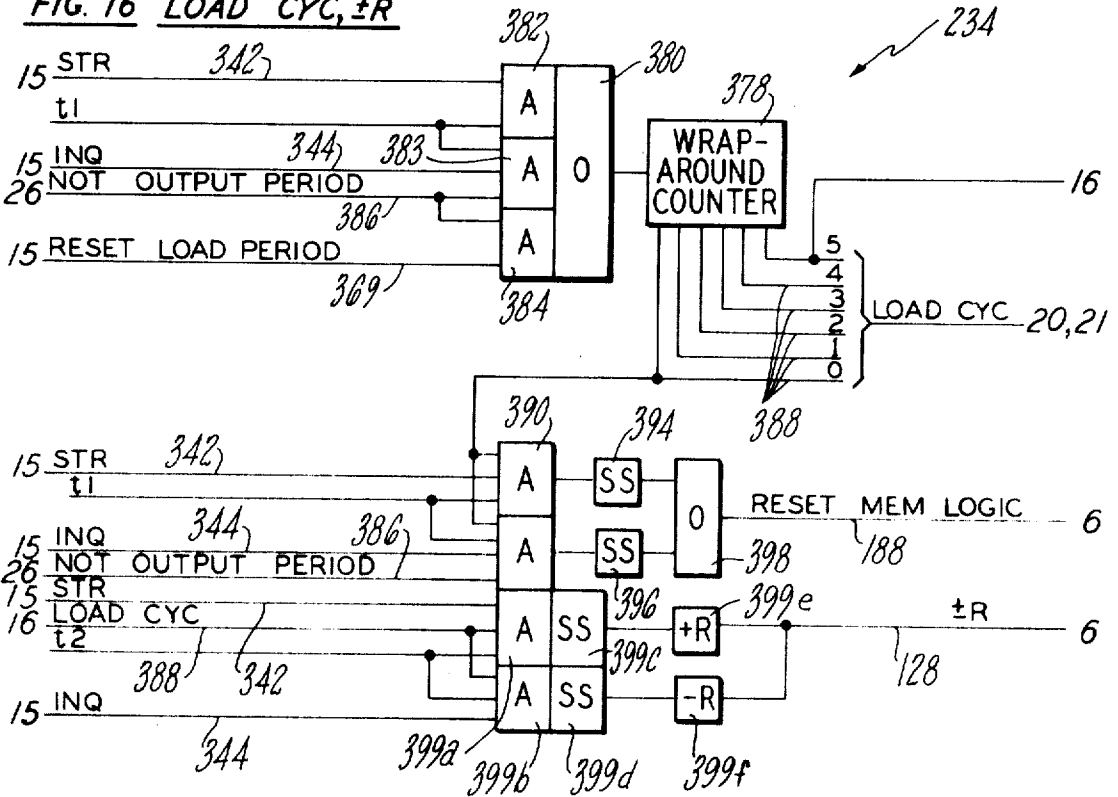 FIG. 16 LOAD CYC, ±R
234
382
380
15 STR 342
t1
378
WRAP-
AROUND
COUNTER
A
A
A
O
15 INQ 344 383
26 NOT OUTPUT PERIOD
386
15 RESET LOAD PERIOD
369
384
16
5
4
3
2
1
0
LOAD CYC 20,21
388
390
394
15 STR 342
t1
A
SS
RESET MEM LOGIC 6
188
O
15 INQ 344 386
26 NOT OUTPUT PERIOD
A
SS
396
398
15 STR
16 LOAD CYC
t2
388
342
A SS
399c
+R
399e
±R 6
128
15 INQ
344
A SS
-R
399a
399b
399d
399f